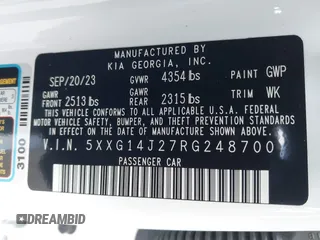 MANUFACTURED BY
KIA GEORGIA, INC.
SEP/20/23 GVWR 4354 lbs PAINT GWP
GAWR FRONT 2513 lbs GAWR REAR 2315 lbs TRIM WK
THIS VEHICLE CONFORMS TO ALL APPLICABLE U.S.A. FEDERAL
MOTOR VEHICLE SAFETY, BUMPER, AND THEFT PREVENTION
STANDARDS IN EFFECT ON THE DATE OF MANUFACTURE SHOWN ABOVE.
V.I.N. 5XXG14J27RG248700
PASSENGER CAR
3100
DREAMBID
DREAMBID.COM